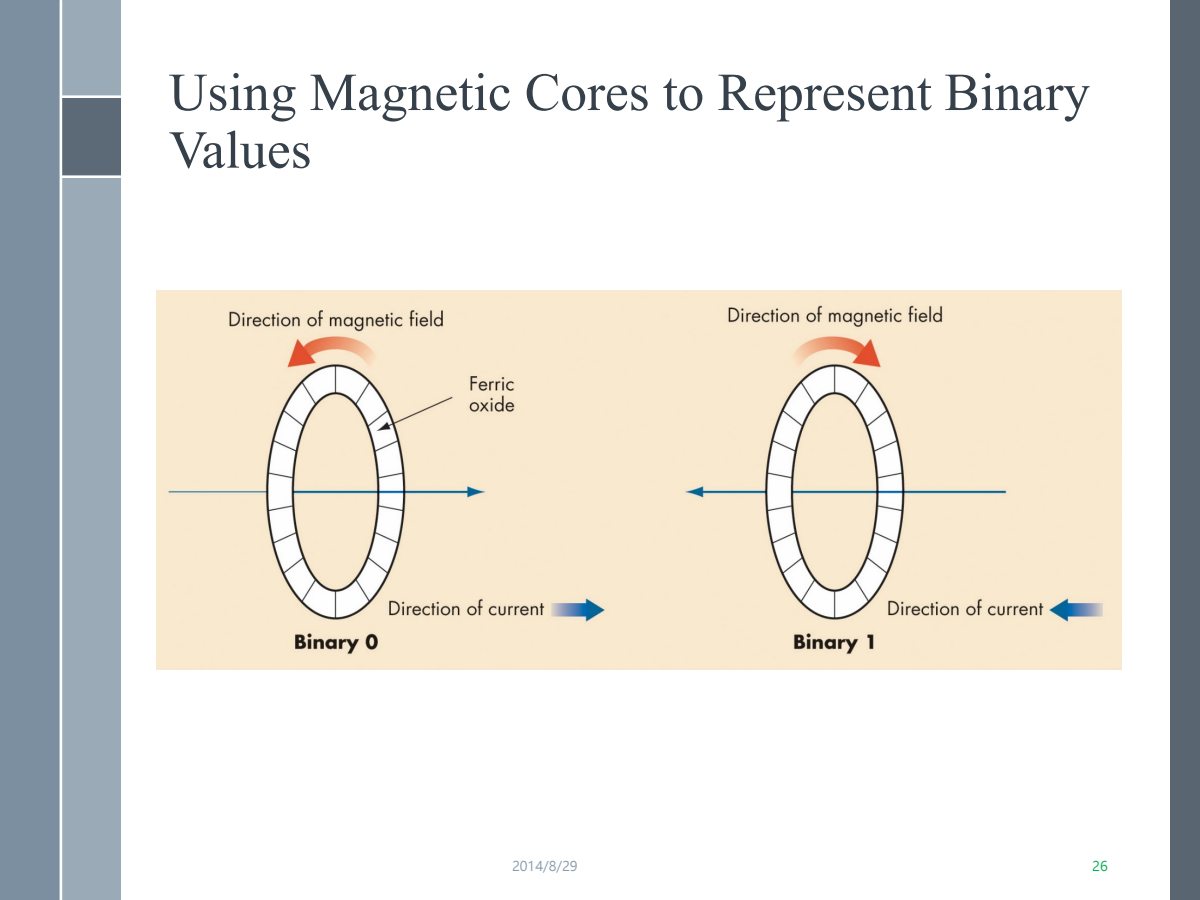 Using Magnetic Cores to Represent Binary
Values
Direction of magnetic field
Ferric
oxide
Direction of current
Binary 0
Direction of magnetic field
Direction of current
Binary 1
2014/8/29
26